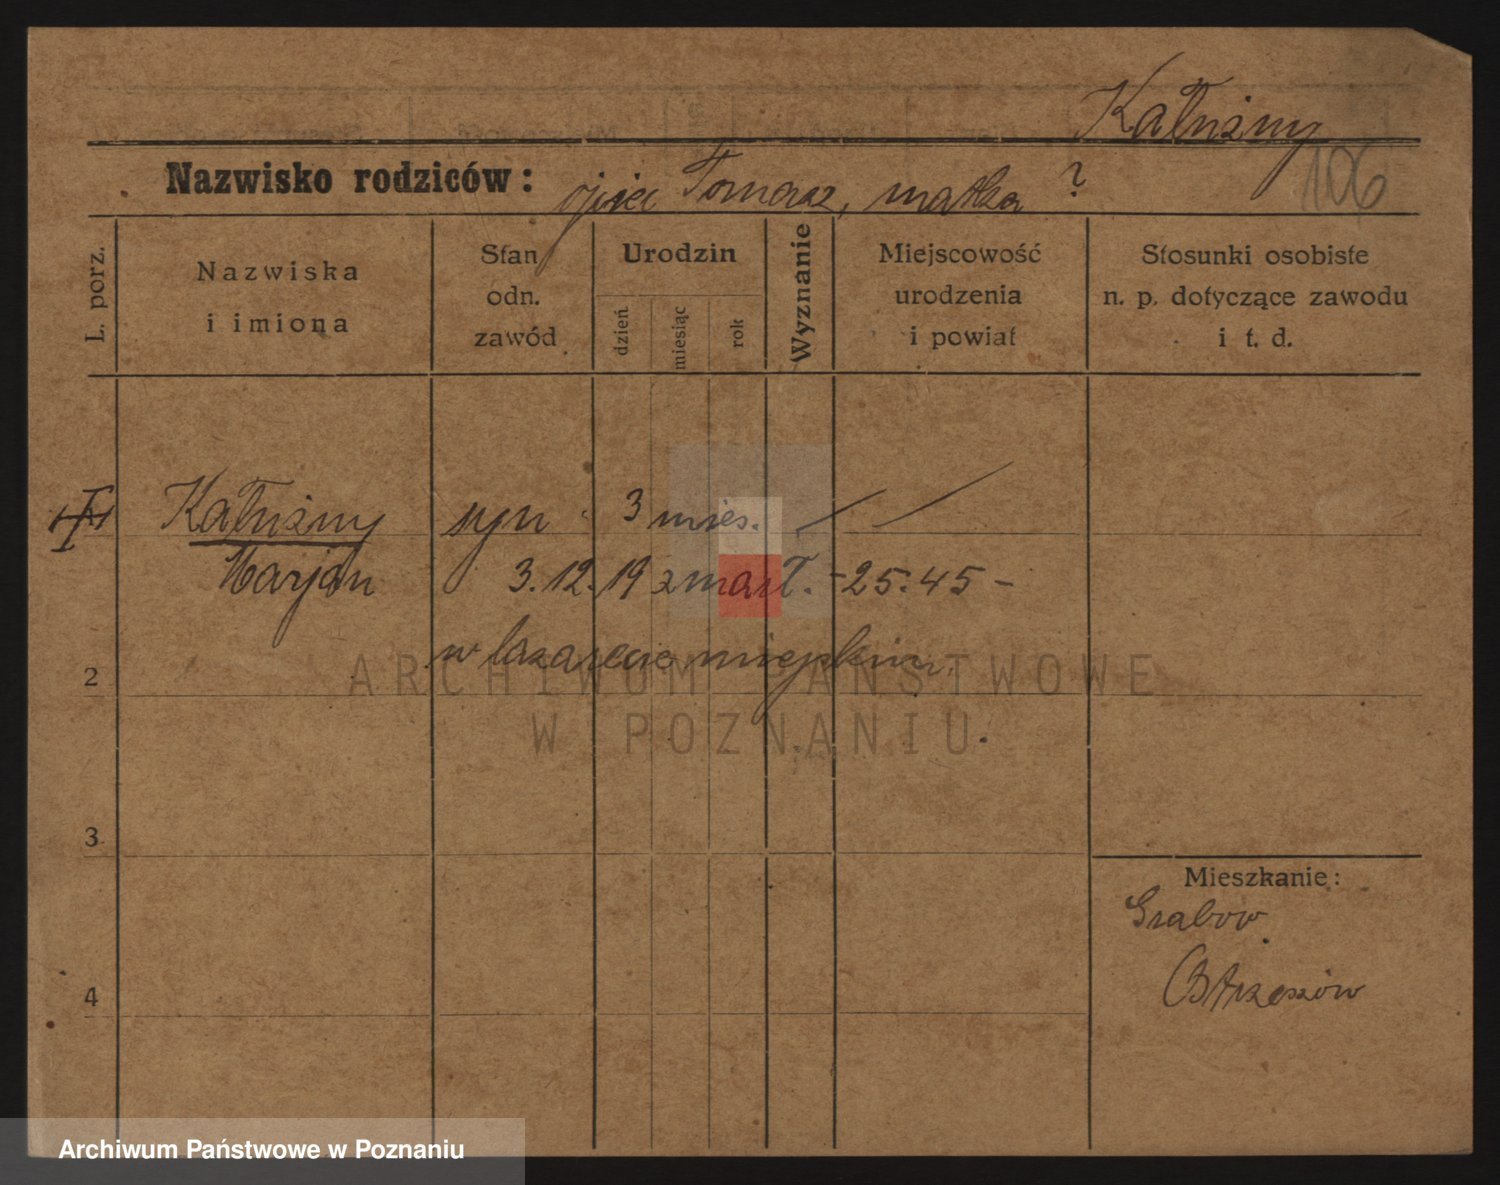 Kałużny
106
Nazwisko rodziców: ojciec Tomasz, matka ?
L. porz.
Nazwiska
i imiona
Stan
odn.
zawód
Urodzin
dzień
miesiąc
rok
Wyznanie
Miejscowość
urodzenia
i powiat
Stosunki osobiste
n. p. dotyczące zawodu
i t. d.
Kałużny syn 3 mies.
Marjan 3.12.19 zmarł. -25.45-
w lazarecie miejskim.
2
3
4
Mieszkanie:
Grabow
Ostrzeszów
ARCHIWUM PAŃSTWOWE
W POZNANIU
Archiwum Państwowe w Poznaniu